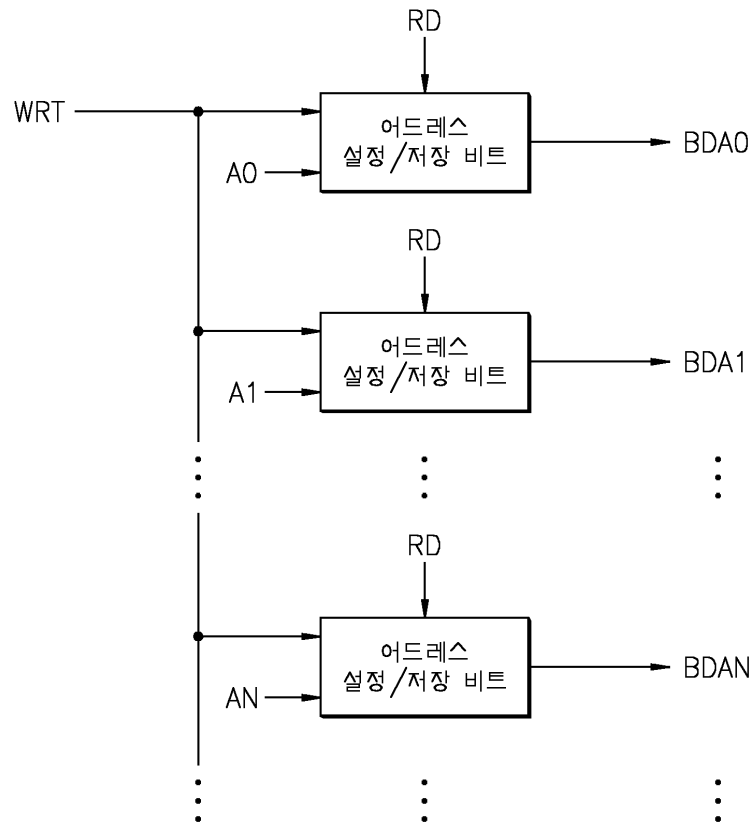 RD
WRT
어드레스
설정/저장 비트
A0
BDA0
RD
어드레스
설정/저장 비트
A1
BDA1
RD
어드레스
설정/저장 비트
AN
BDAN